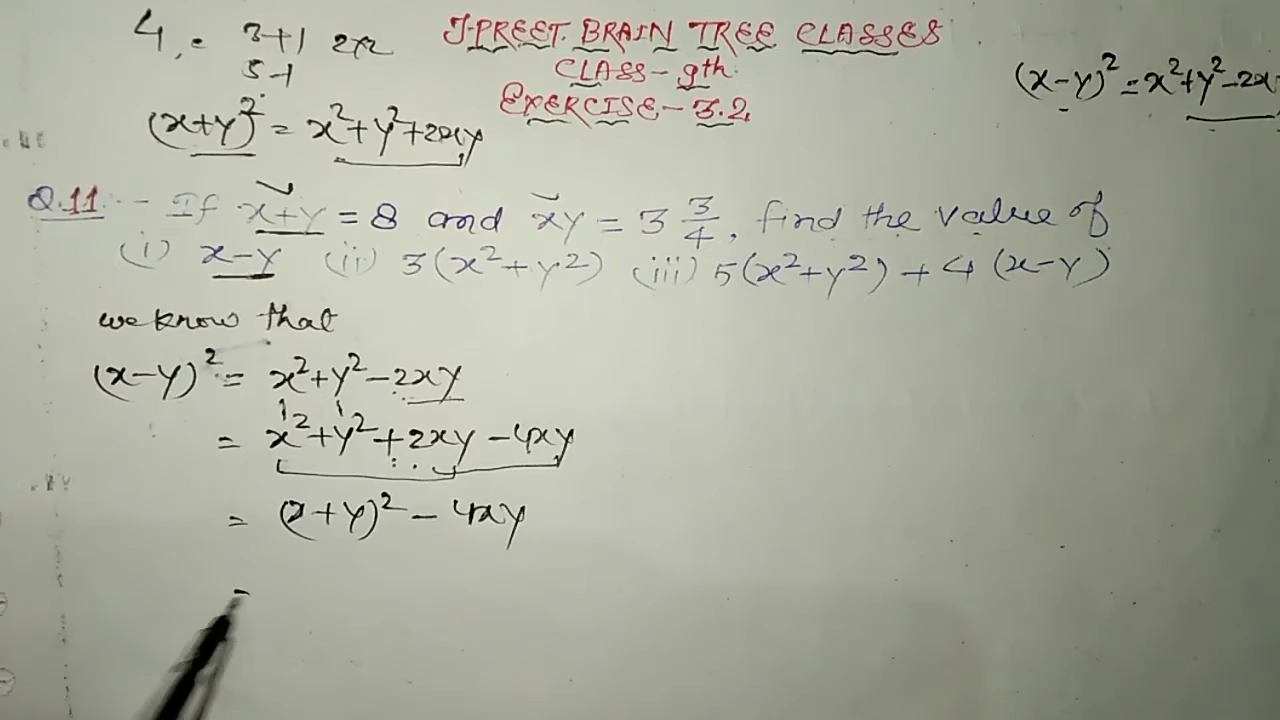 4 = 3+1 2x2
5-1
J-PREET BRAIN TREE CLASSES
CLASS-9th
EXERCISE-3.2
(x+y)² = x²+y²+2xy
(x-y)² = x²+y²-2x
Q.11 - If x+y = 8 and xy = 3 3/4, find the value of
(i) x-y (ii) 3(x²+y²) (iii) 5(x²+y²)+4(x-y)
we know that
(x-y)² = x²+y²-2xy
= x²+y²+2xy-4xy
= (x+y)²-4xy
=